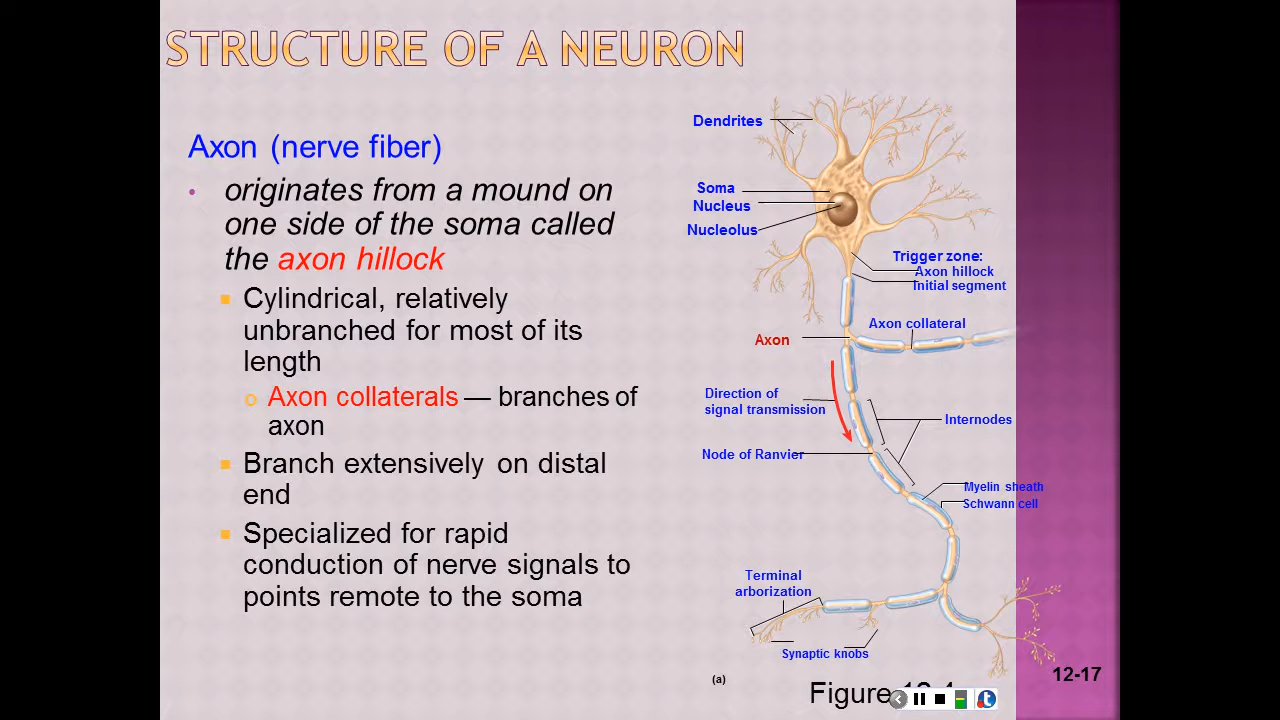 STRUCTURE OF A NEURON
Axon (nerve fiber)
• originates from a mound on
one side of the soma called
the axon hillock
Cylindrical, relatively
unbranched for most of its
length
o Axon collaterals — branches of
axon
Branch extensively on distal
end
Specialized for rapid
conduction of nerve signals to
points remote to the soma
Dendrites
Soma
Nucleus
Nucleolus
Trigger zone:
Axon hillock
Initial segment
Axon collateral
Axon
Direction of
signal transmission
Internodes
Node of Ranvier
Myelin sheath
Schwann cell
Terminal
arborization
Synaptic knobs
(a)
12-17
Figure